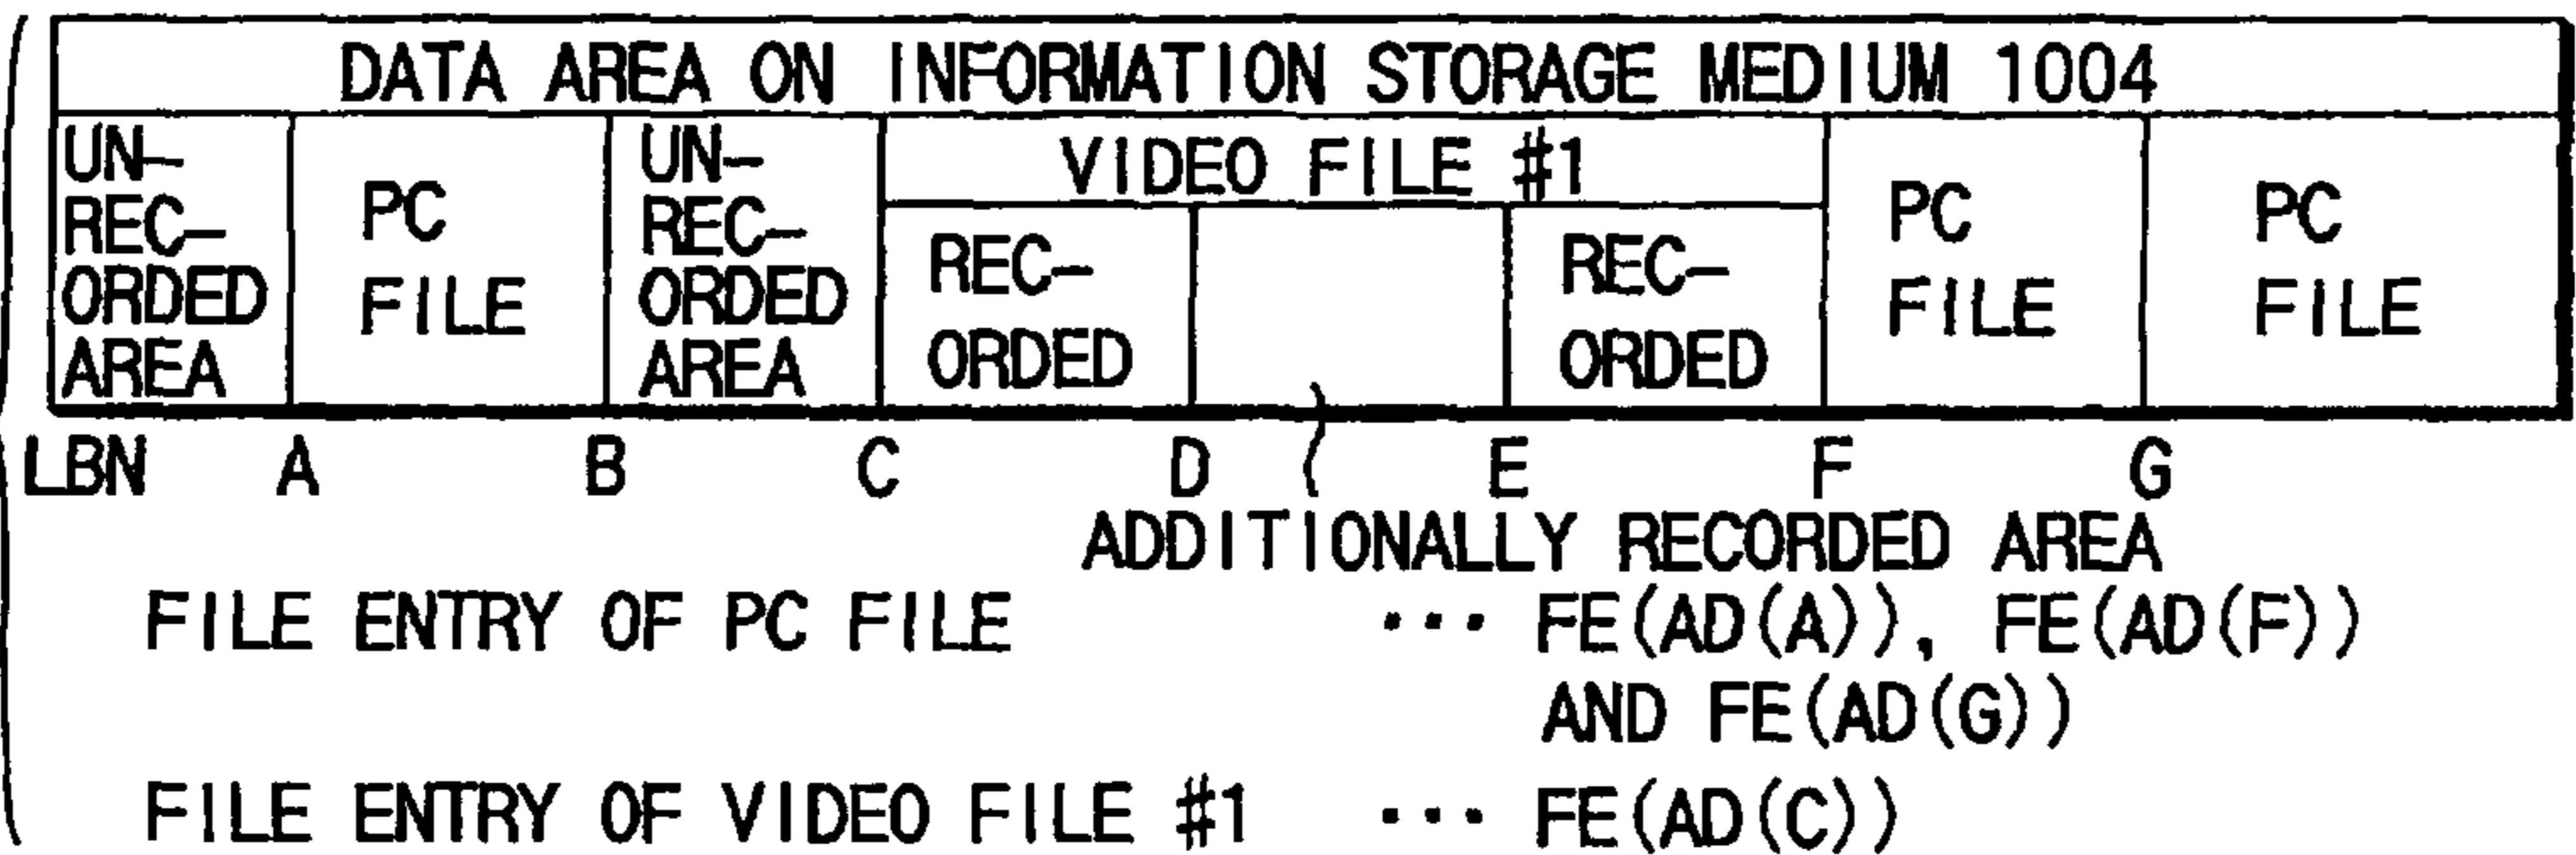 DATA AREA ON INFORMATION STORAGE MEDIUM 1004
UN-
REC-
ORDED
AREA
PC
FILE
UN-
REC-
ORDED
AREA
VIDEO FILE #1
REC-
ORDED
REC-
ORDED
PC
FILE
PC
FILE
LBN A B C D E F G
ADDITIONALLY RECORDED AREA
FILE ENTRY OF PC FILE ··· FE(AD(A)), FE(AD(F))
AND FE(AD(G))
FILE ENTRY OF VIDEO FILE #1 ··· FE(AD(C))